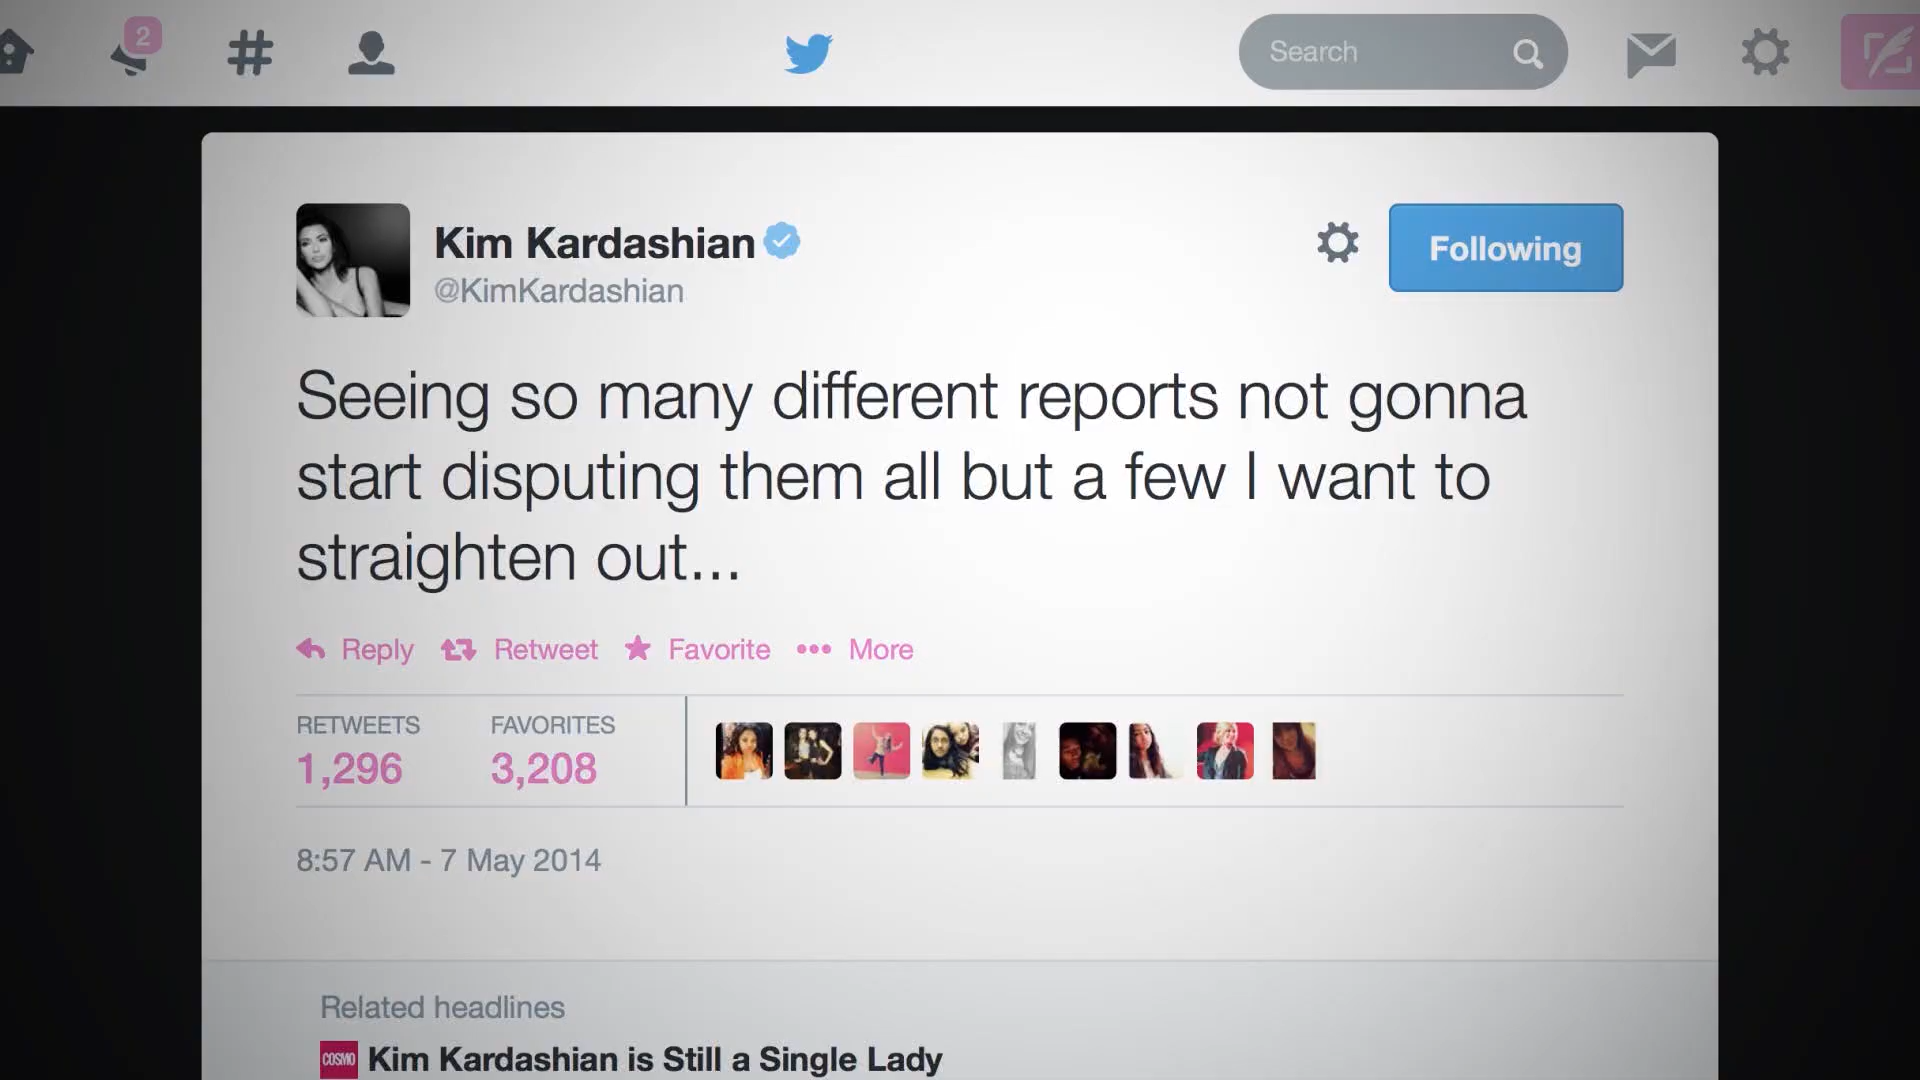 2
Search
Kim Kardashian
@KimKardashian
Following
Seeing so many different reports not gonna
start disputing them all but a few I want to
straighten out...
Reply Retweet Favorite More
RETWEETS FAVORITES
1,296 3,208
8:57 AM - 7 May 2014
Related headlines
COSMO Kim Kardashian is Still a Single Lady